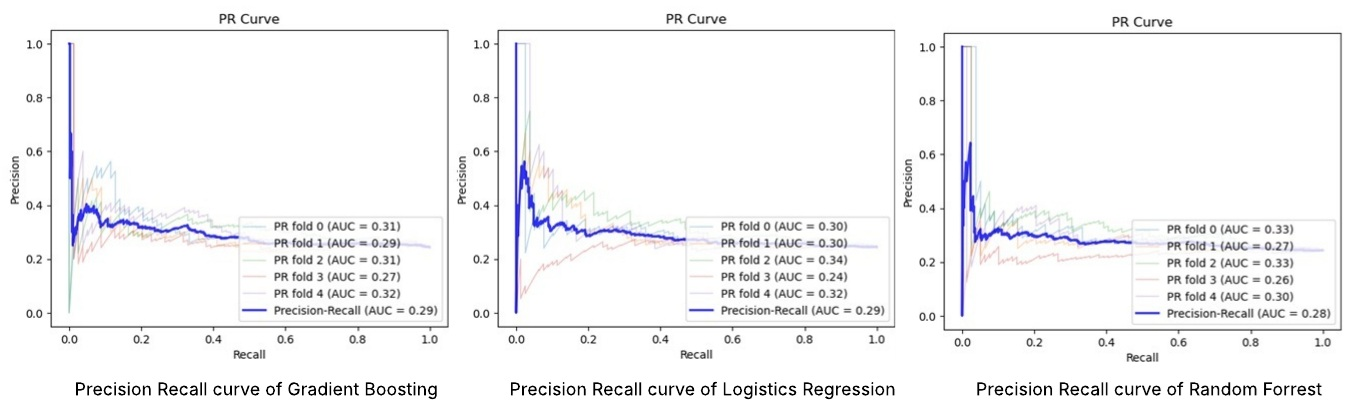 PR Curve
1.0
0.8
0.6
0.4
0.2
0.0
Precision
PR fold 0 (AUC = 0.31)
PR fold 1 (AUC = 0.29)
PR fold 2 (AUC = 0.31)
PR fold 3 (AUC = 0.27)
PR fold 4 (AUC = 0.32)
Precision-Recall (AUC = 0.29)
0.0 0.2 0.4 0.6 0.8 1.0
Recall
Precision Recall curve of Gradient Boosting
PR Curve
1.0
0.8
0.6
0.4
0.2
0.0
Precision
PR fold 0 (AUC = 0.30)
PR fold 1 (AUC = 0.30)
PR fold 2 (AUC = 0.34)
PR fold 3 (AUC = 0.24)
PR fold 4 (AUC = 0.32)
Precision-Recall (AUC = 0.29)
0.0 0.2 0.4 0.6 0.8 1.0
Recall
Precision Recall curve of Logistics Regression
PR Curve
1.0
0.8
0.6
0.4
0.2
0.0
Precision
PR fold 0 (AUC = 0.33)
PR fold 1 (AUC = 0.27)
PR fold 2 (AUC = 0.33)
PR fold 3 (AUC = 0.26)
PR fold 4 (AUC = 0.30)
Precision-Recall (AUC = 0.28)
0.0 0.2 0.4 0.6 0.8 1.0
Recall
Precision Recall curve of Random Forrest